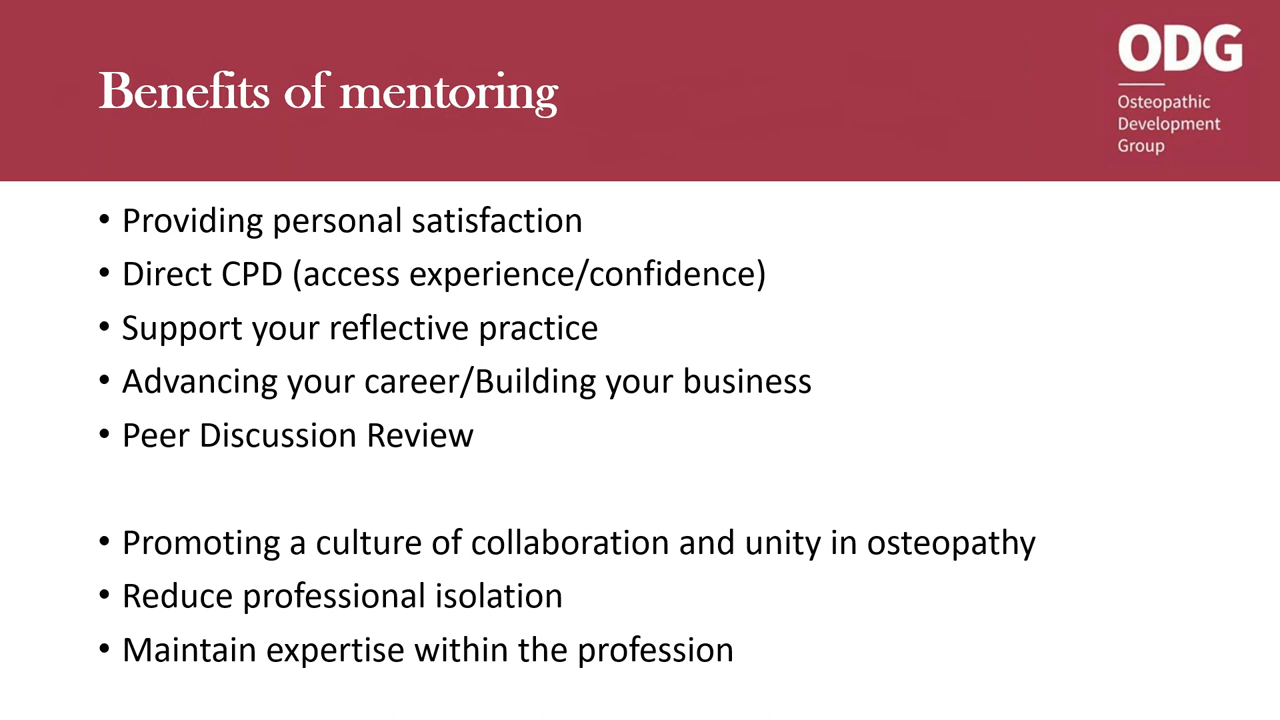 Benefits of mentoring
ODG
Osteopathic
Development
Group
• Providing personal satisfaction
• Direct CPD (access experience/confidence)
• Support your reflective practice
• Advancing your career/Building your business
• Peer Discussion Review
• Promoting a culture of collaboration and unity in osteopathy
• Reduce professional isolation
• Maintain expertise within the profession